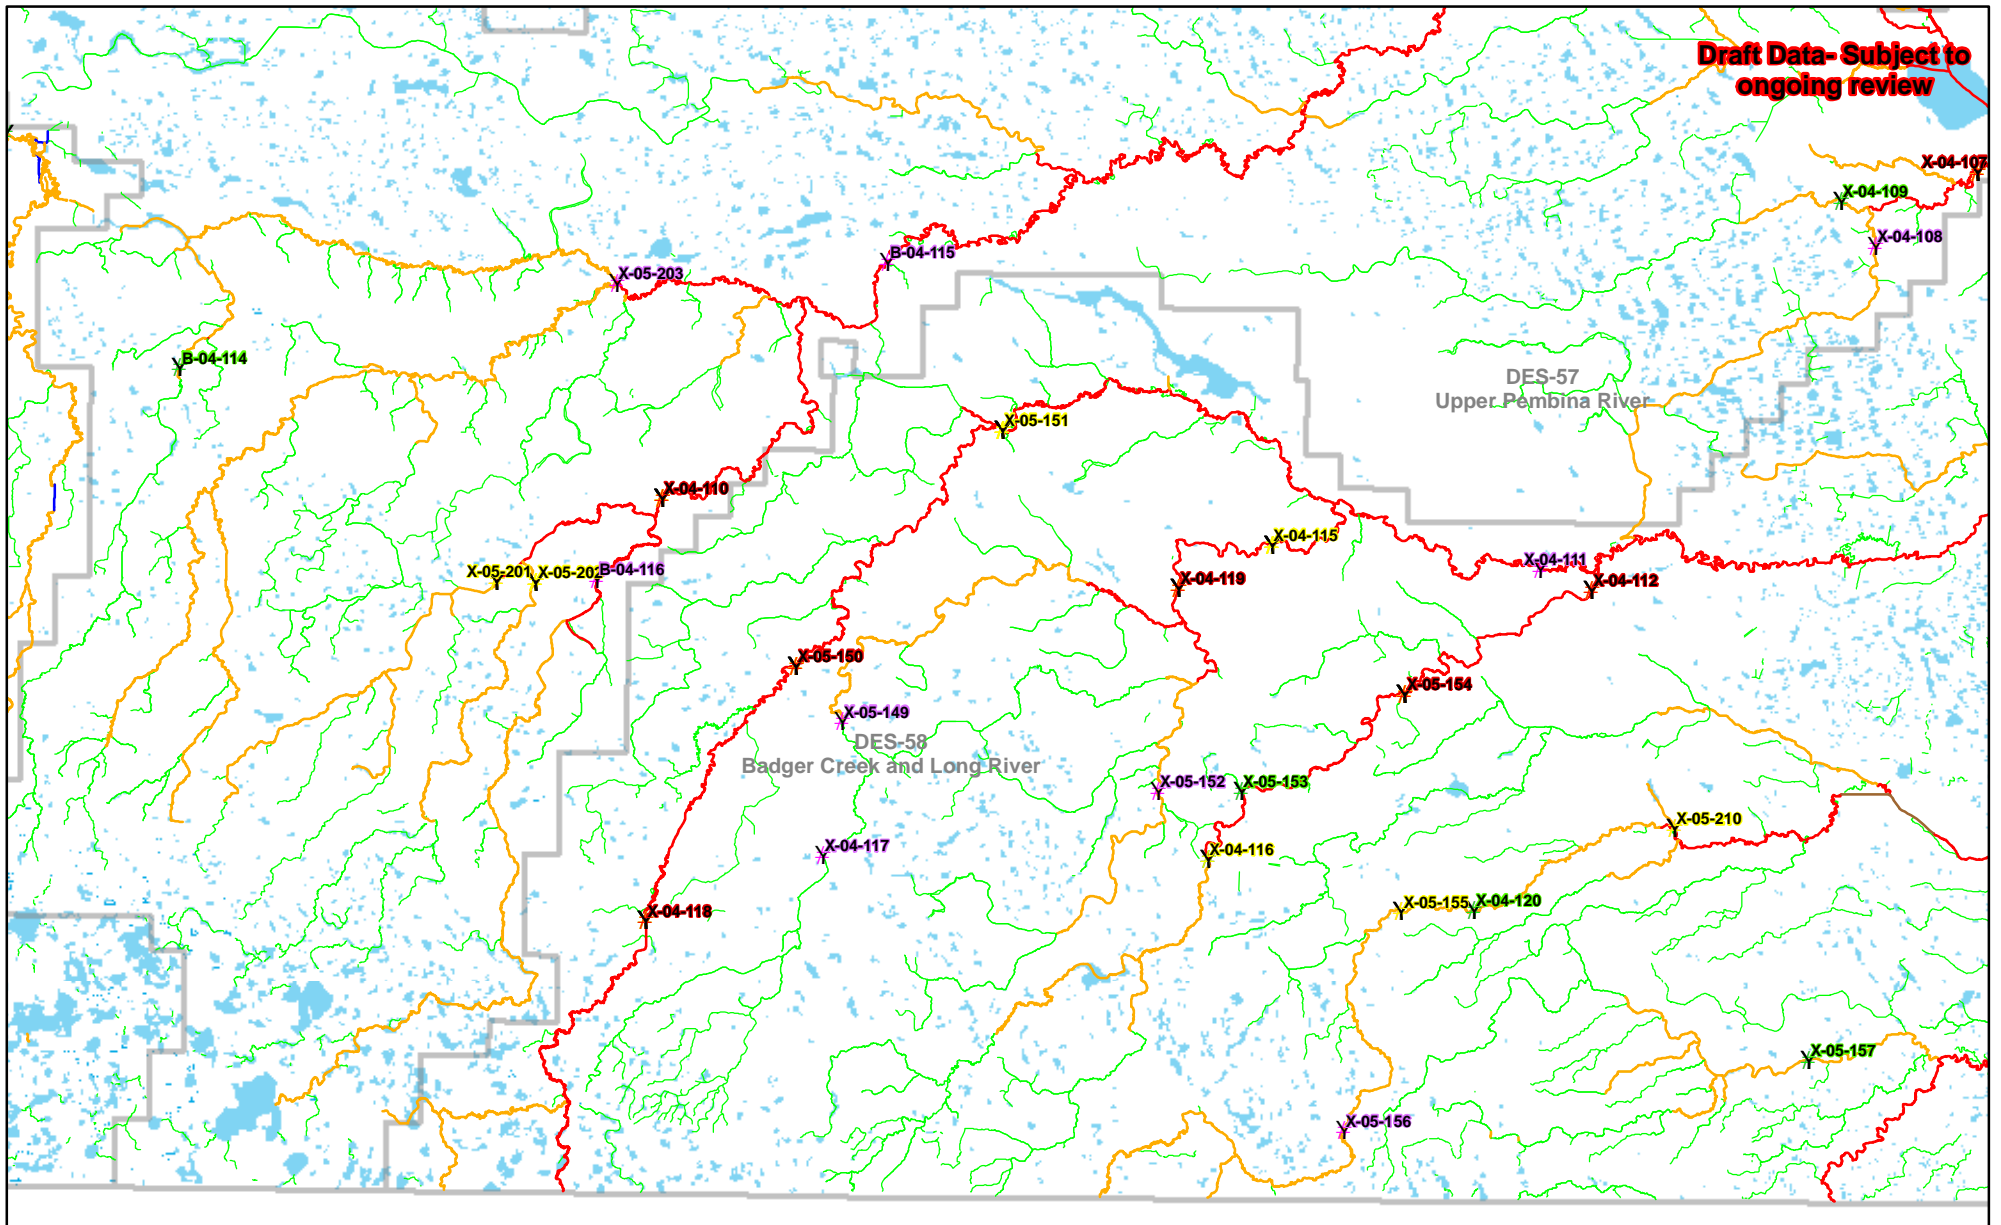 Draft Data- Subject to
ongoing review
X-04-107
X-04-109
X-04-108
B-04-115
X-05-203
B-04-114
DES-57
Upper Pembina River
X-05-151
X-04-110
X-04-115
X-04-111
X-05-201
X-05-202
B-04-116
X-04-119
X-04-112
X-05-150
X-05-154
X-05-149
DES-58
Badger Creek and Long River
X-05-152
X-05-153
X-05-210
X-04-117
X-04-116
X-05-155
X-04-120
X-04-118
X-05-157
X-05-156